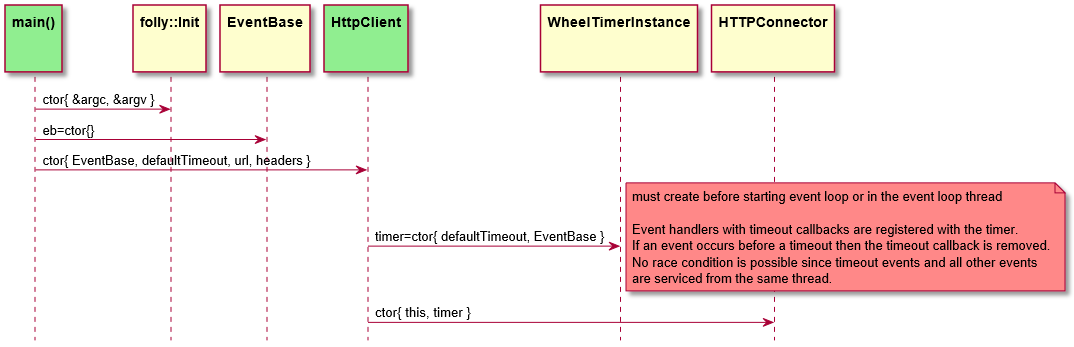 main()
folly::Init
EventBase
HttpClient
WheelTimerInstance
HTTPConnector
ctor{ &argc, &argv }
eb=ctor{}
ctor{ EventBase, defaultTimeout, url, headers }
must create before starting event loop or in the event loop thread
Event handlers with timeout callbacks are registered with the timer.
If an event occurs before a timeout then the timeout callback is removed.
No race condition is possible since timeout events and all other events
are serviced from the same thread.
timer=ctor{ defaultTimeout, EventBase }
ctor{ this, timer }